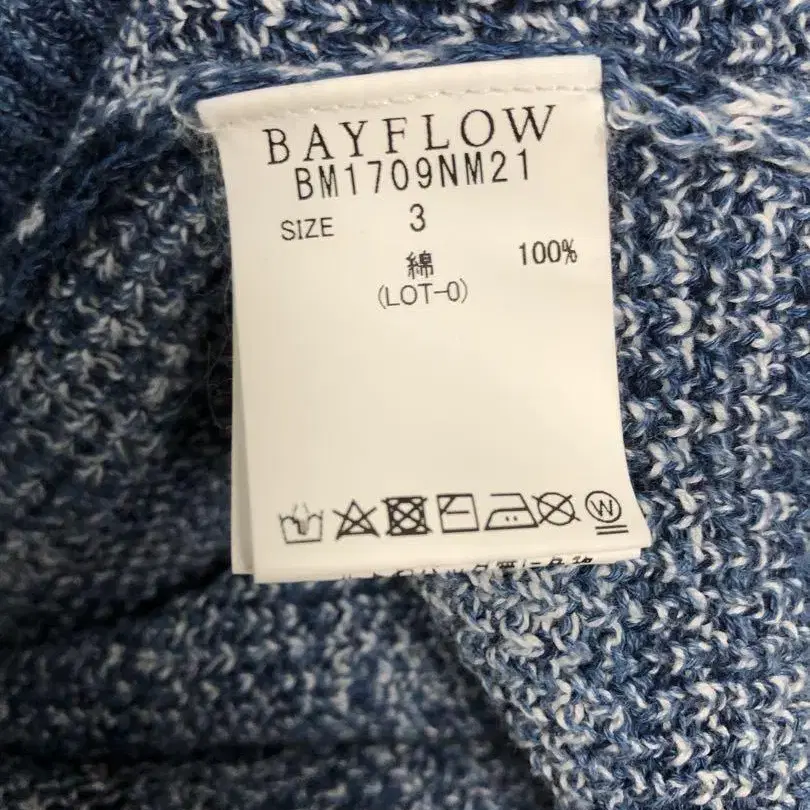 BAYFLOW
BM1709NM21
SIZE 3
綿 100%
(LOT-0)
W